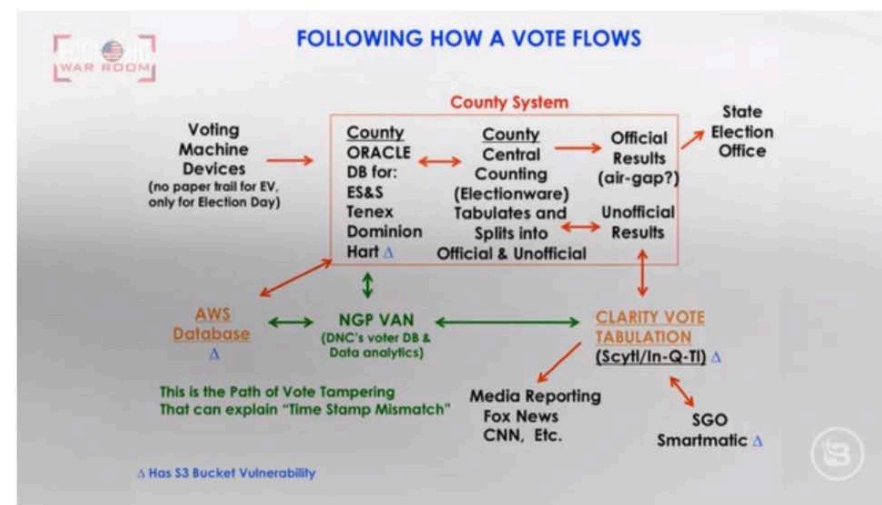 FOLLOWING HOW A VOTE FLOWS
WAR ROOM
County System
Voting
Machine
Devices
(no paper trail for EV,
only for Election Day)
County
ORACLE
DB for:
ES&S
Tenex
Dominion
Hart Δ
County
Central
Counting
(Electionware)
Tabulates and
Splits into
Official & Unofficial
Official
Results
(air-gap?)
Unofficial
Results
State
Election
Office
AWS
Database
Δ
NGP VAN
(DNC's voter DB &
Data analytics)
CLARITY VOTE
TABULATION
(Scytl/In-Q-Tl) Δ
This is the Path of Vote Tampering
That can explain "Time Stamp Mismatch"
Media Reporting
Fox News
CNN, Etc.
SGO
Smartmatic Δ
Δ Has S3 Bucket Vulnerability